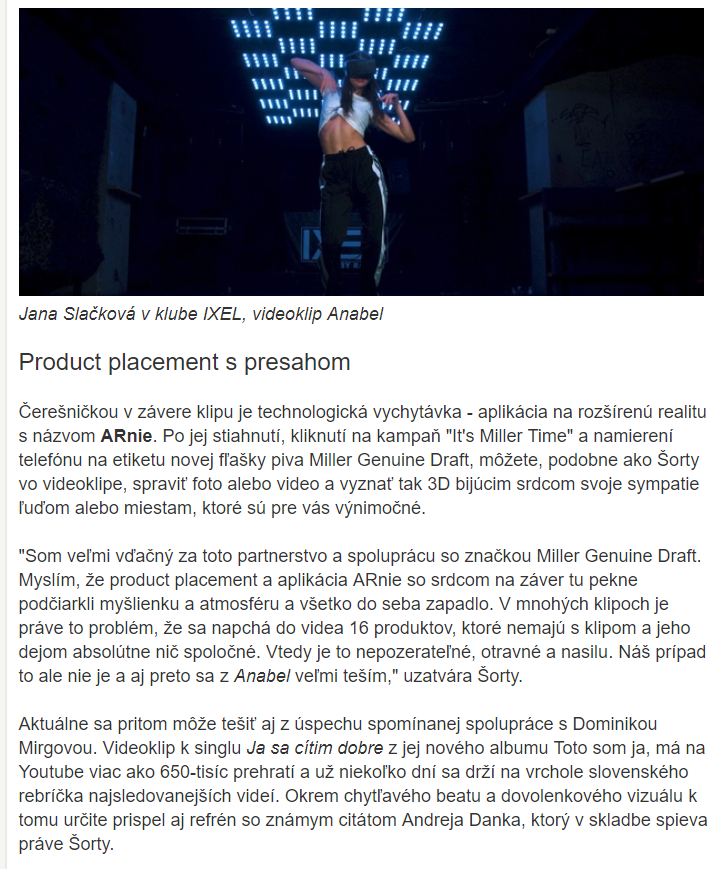 IXEL
Jana Slačková v klube IXEL, videoklip Anabel
Product placement s presahom
Čerešničkou v závere klipu je technologická vychytávka - aplikácia na rozšírenú realitu
s názvom ARnie. Po jej stiahnutí, kliknutí na kampaň "It's Miller Time" a namierení
telefónu na etiketu novej fľašky piva Miller Genuine Draft, môžete, podobne ako Šorty
vo videoklipe, spraviť foto alebo video a vyznať tak 3D bijúcim srdcom svoje sympatie
ľuďom alebo miestam, ktoré sú pre vás výnimočné.
"Som veľmi vďačný za toto partnerstvo a spoluprácu so značkou Miller Genuine Draft.
Myslím, že product placement a aplikácia ARnie so srdcom na záver tu pekne
podčiarkli myšlienku a atmosféru a všetko do seba zapadlo. V mnohých klipoch je
práve to problém, že sa napchá do videa 16 produktov, ktoré nemajú s klipom a jeho
dejom absolútne nič spoločné. Vtedy je to nepozerateľné, otravné a nasilu. Náš prípad
to ale nie je a aj preto sa z Anabel veľmi teším," uzatvára Šorty.
Aktuálne sa pritom môže tešiť aj z úspechu spomínanej spolupráce s Dominikou
Mirgovou. Videoklip k singlu Ja sa cítim dobre z jej nového albumu Toto som ja, má na
Youtube viac ako 650-tisíc prehratí a už niekoľko dní sa drží na vrchole slovenského
rebríčka najsledovanejších videí. Okrem chytľavého beatu a dovolenkového vizuálu k
tomu určite prispel aj refrén so známym citátom Andreja Danka, ktorý v skladbe spieva
práve Šorty.